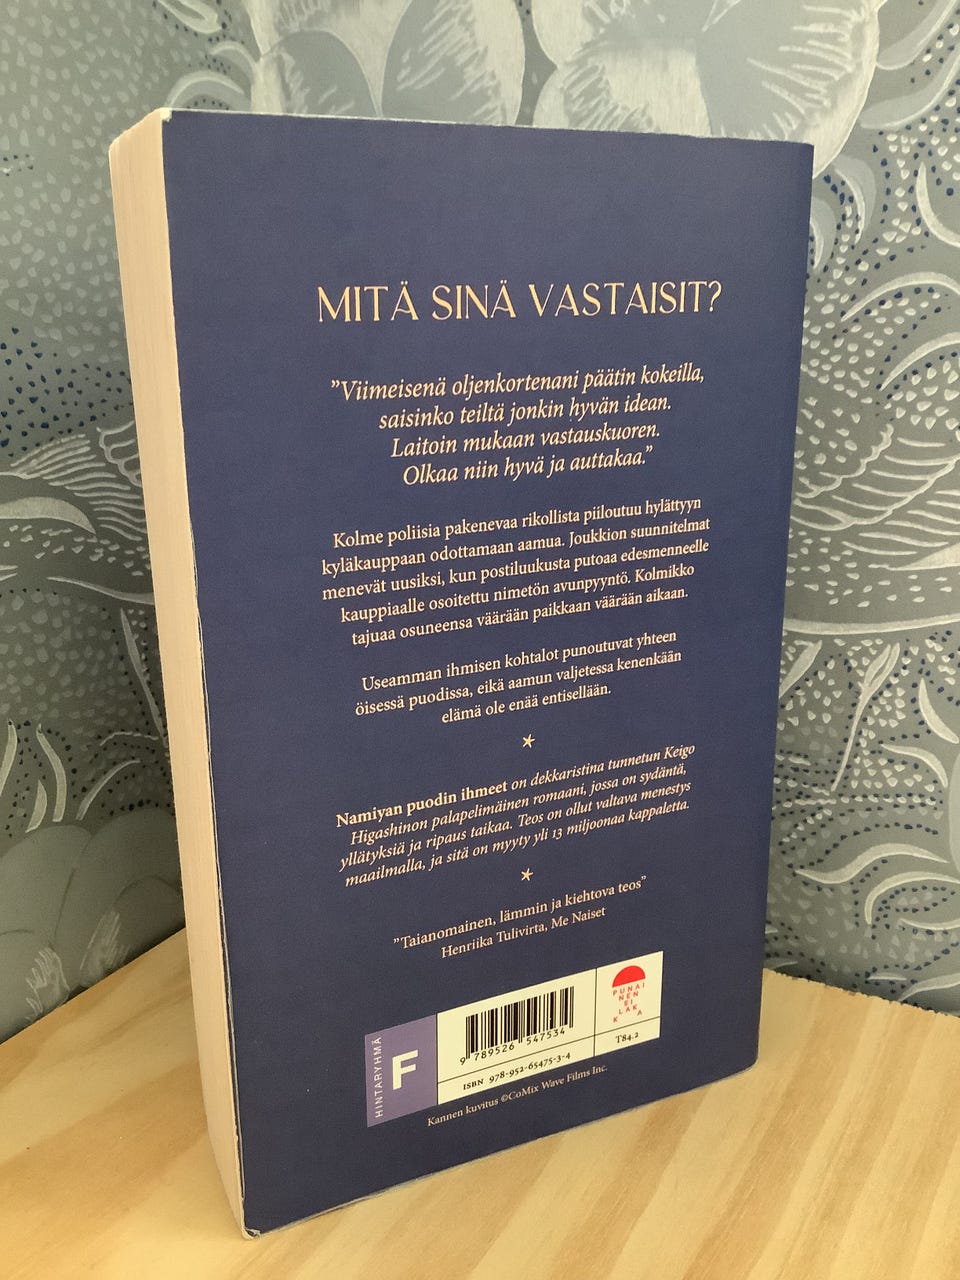 MITÄ SINÄ VASTAISIT?
”Viimeisenä oljenkortenani päätin kokeilla,
saisinko teiltä jonkin hyvän idean.
Laitoin mukaan vastauskuoren.
Olkaa niin hyvä ja auttakaa.”
Kolme poliisia pakenevaa rikollista piiloutuu hylättyyn
kyläkauppaan odottamaan aamua. Joukkion suunnitelmat
menevät uusiksi, kun postiluukusta putoaa edesmenneelle
kauppiaalle osoitettu nimetön avunpyyntö. Kolmikko
tajuaa osuneensa väärään paikkaan väärään aikaan.
Useamman ihmisen kohtalot punoutuvat yhteen
öisessä puodissa, eikä aamun valjetessa kenenkään
elämä ole enää entisellään.
*
Namiyan puodin ihmeet on dekkaristina tunnetun Keigo
Higashinon palapelimäinen romaani, jossa on sydäntä,
yllätyksiä ja ripaus taikaa. Teos on ollut valtava menestys
maailmalla, ja sitä on myyty yli 13 miljoonaa kappaletta.
*
”Taianomainen, lämmin ja kiehtova teos”
Henriika Tulivirta, Me Naiset
HINTARYHMÄ
F
9 789526 547534
ISBN 978-952-65475-3-4
PUNAI
NEN
EI
LAK
K A
T84.2
Kannen kuvitus ©CoMix Wave Films Inc.